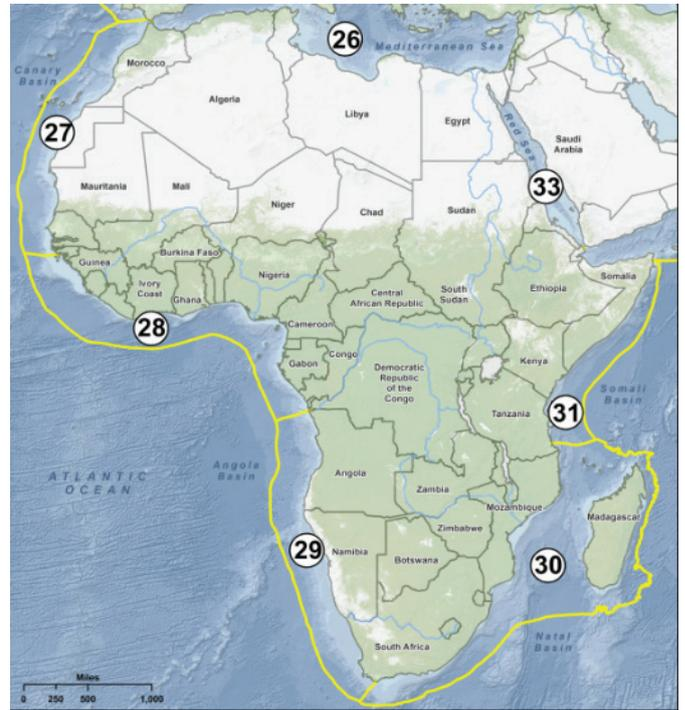 26
Mediterranean Sea
Canary
Basin
Morocco
27
Algeria
Libya
Egypt
Red Sea
Saudi
Arabia
33
Mauritania
Mali
Niger
Chad
Sudan
Guinea
Burkina Faso
Ivory
Coast
Ghana
Nigeria
Central
African Republic
South
Sudan
Ethiopia
Somalia
28
Cameroon
Gabon
Congo
Democratic
Republic
of the
Congo
Kenya
Somali
Basin
Tanzania
31
ATLANTIC
OCEAN
Angola
Basin
Angola
Zambia
Mozambique
Madagascar
Zimbabwe
29
Namibia
Botswana
30
South Africa
Natal
Basin
Miles
0 250 500 1,000